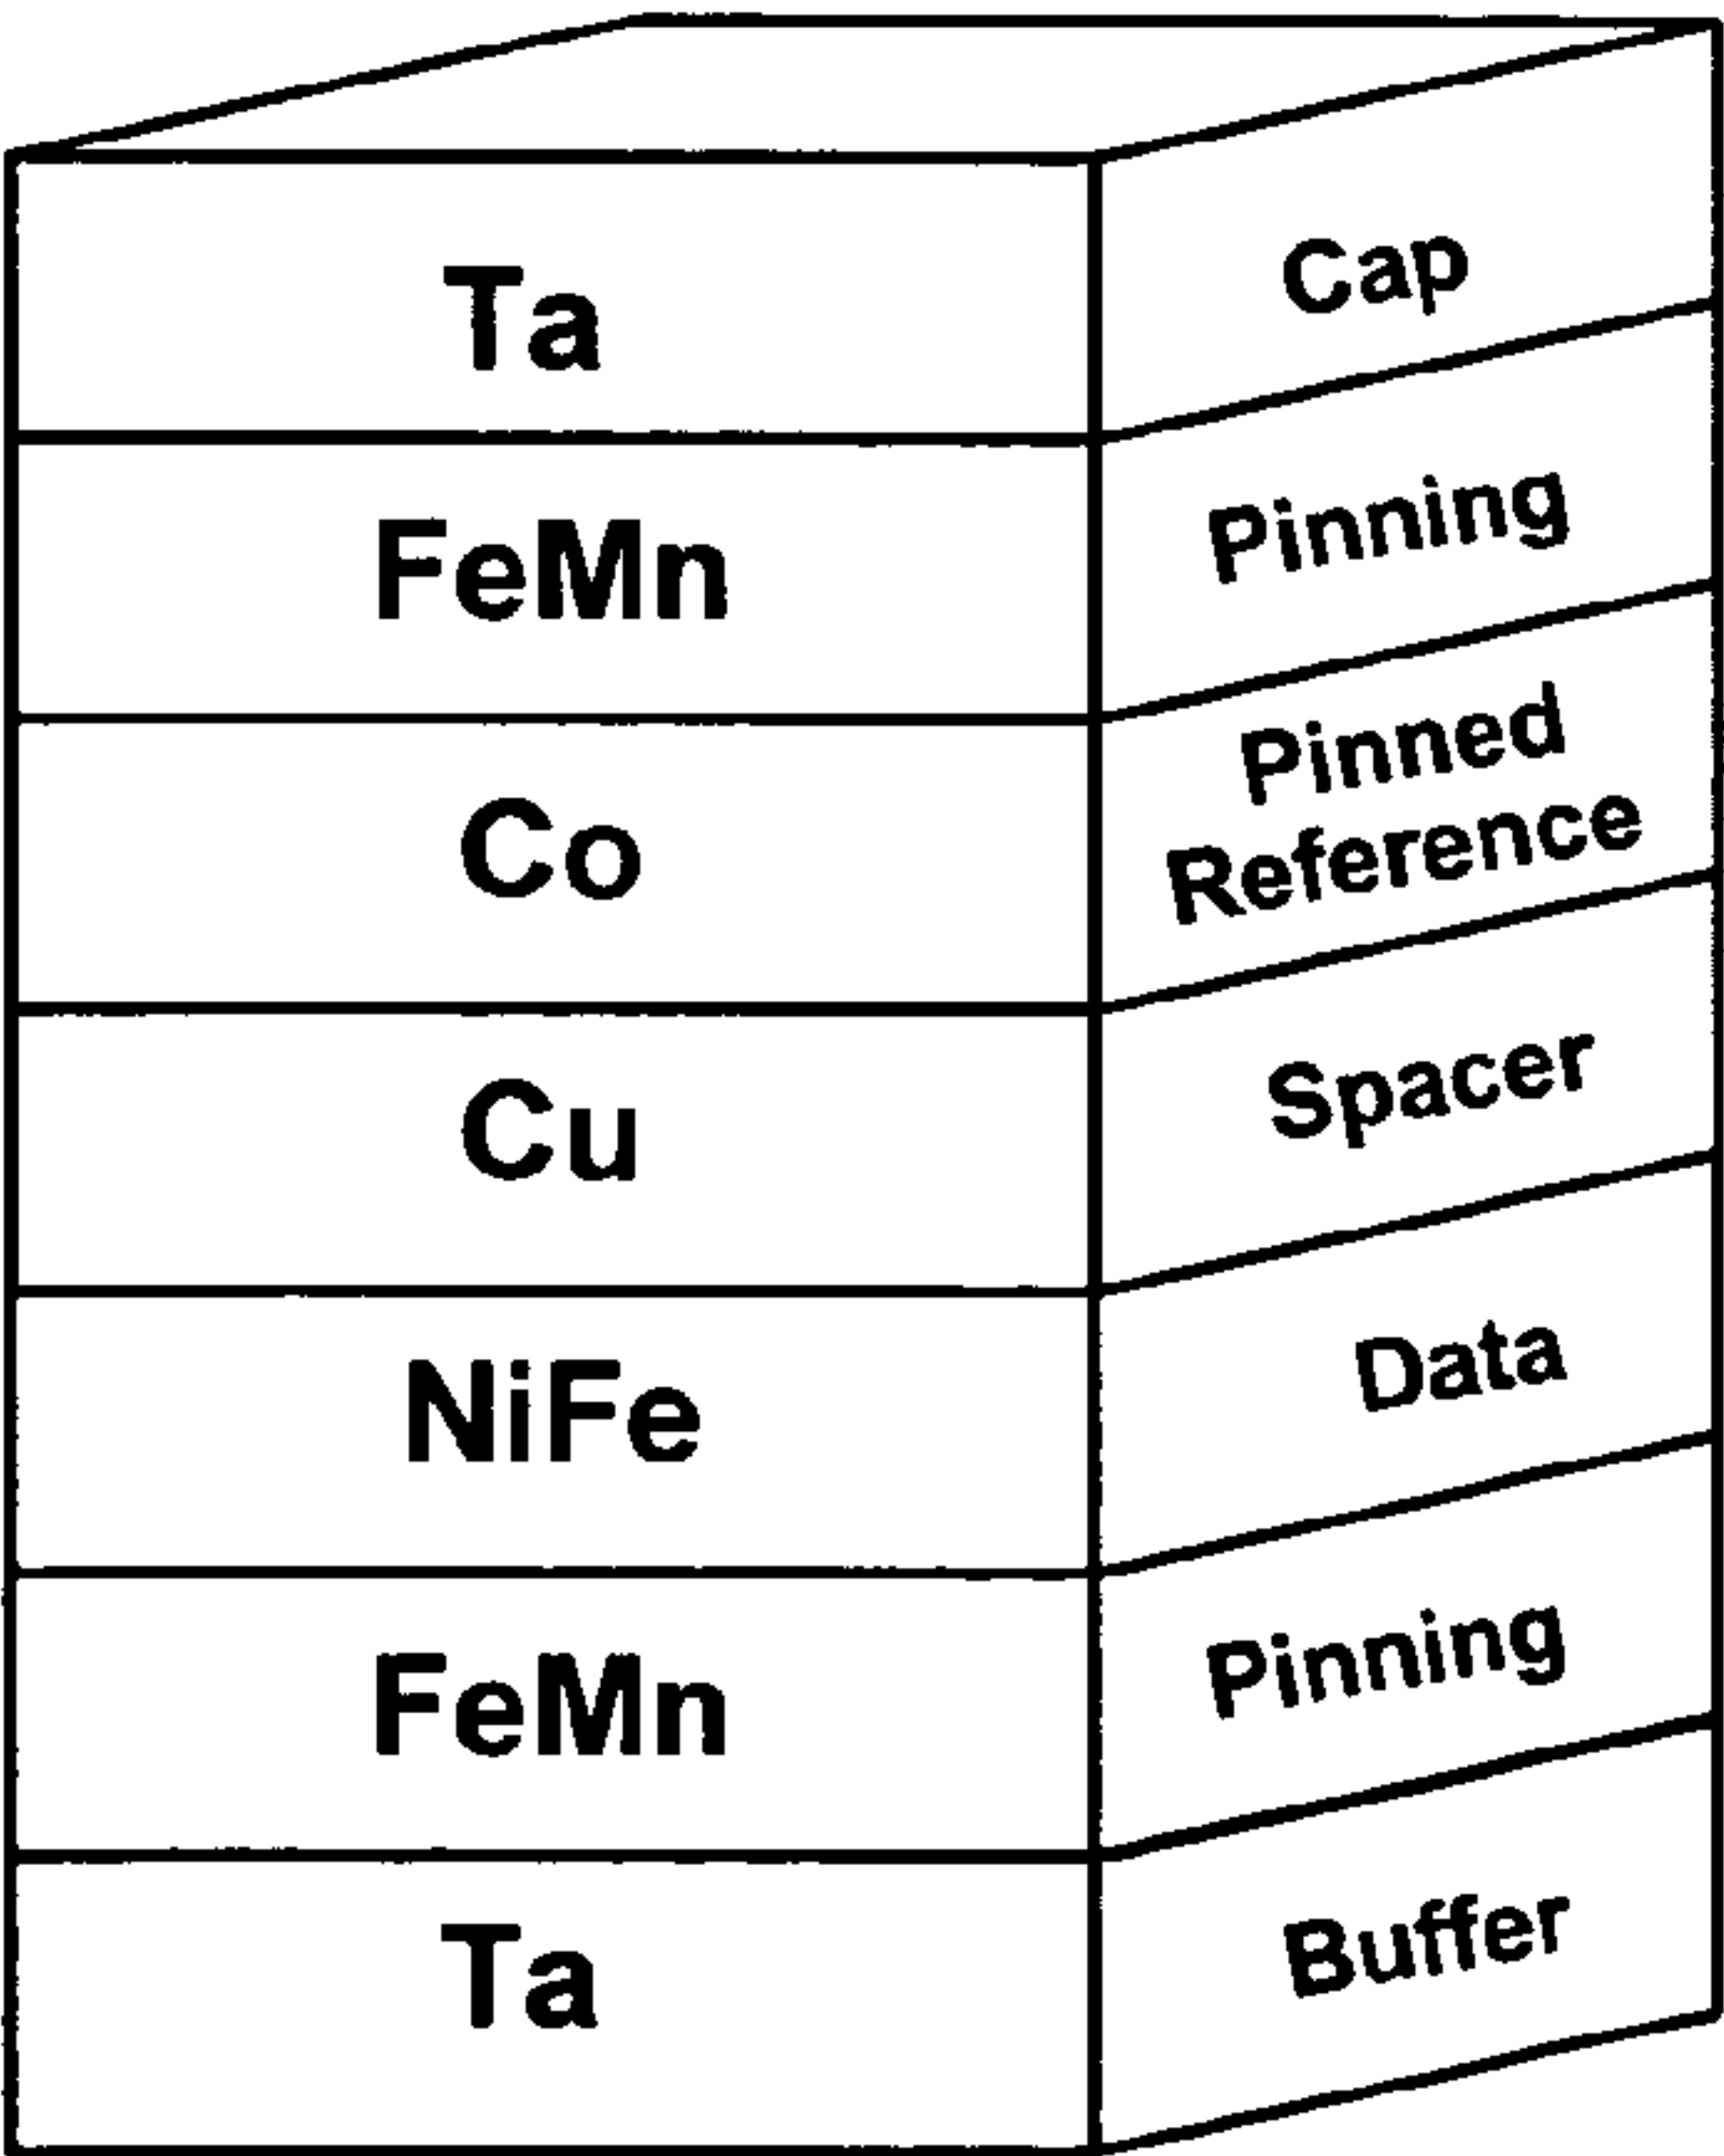 Ta
Cap
FeMn
Pinning
Co
Pinned
Reference
Cu
Spacer
NiFe
Data
FeMn
Pinning
Ta
Buffer